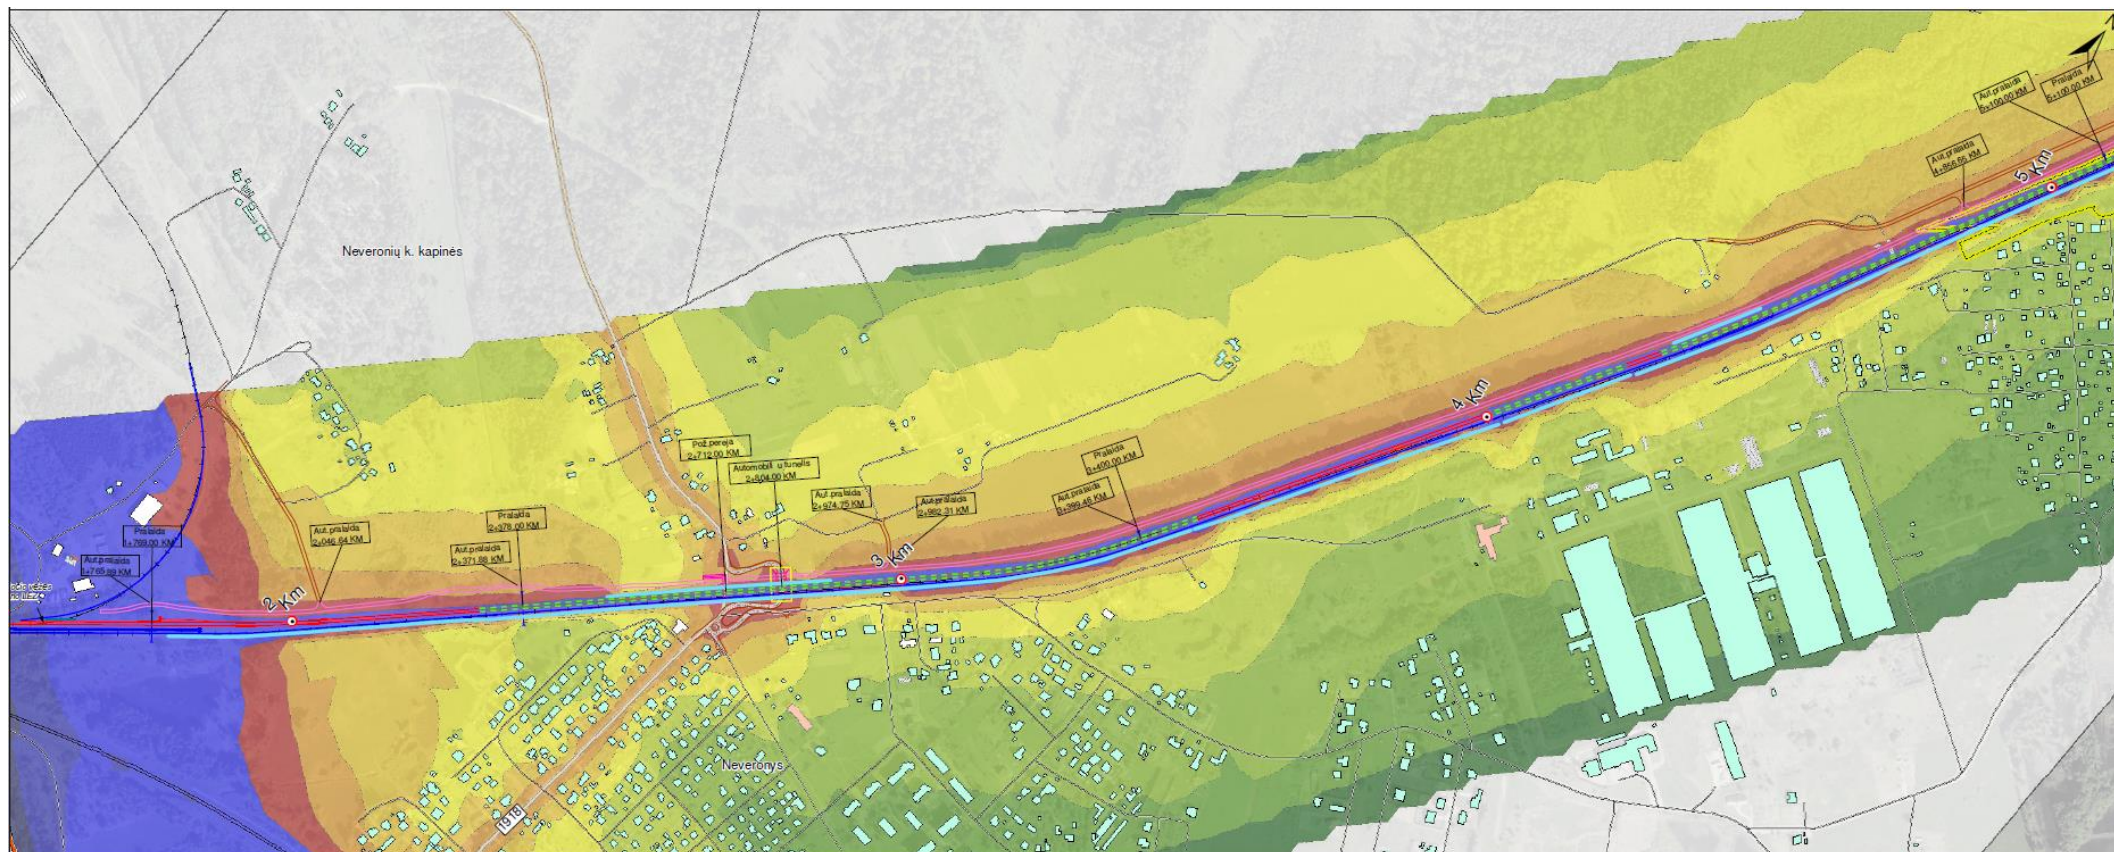 Neveronių k. kapinės
Aut.pralaida
5+100.00 KM
Pralaida
5+100.00 KM
Aut.pralaida
4+856.85 KM
5 Km
4 Km
Pož.perėja
2+712.00 KM
Automobilių tunelis
2+804.00 KM
Aut.pralaida
2+974.75 KM
Aut.pralaida
2+982.31 KM
Pralaida
3+400.00 KM
Aut.pralaida
3+399.46 KM
Pralaida
2+378.00 KM
Aut.pralaida
2+371.88 KM
Aut.pralaida
2+046.64 KM
Pralaida
1+769.00 KM
Aut.pralaida
1+765.89 KM
3 Km
2 Km
Neveronys
1918